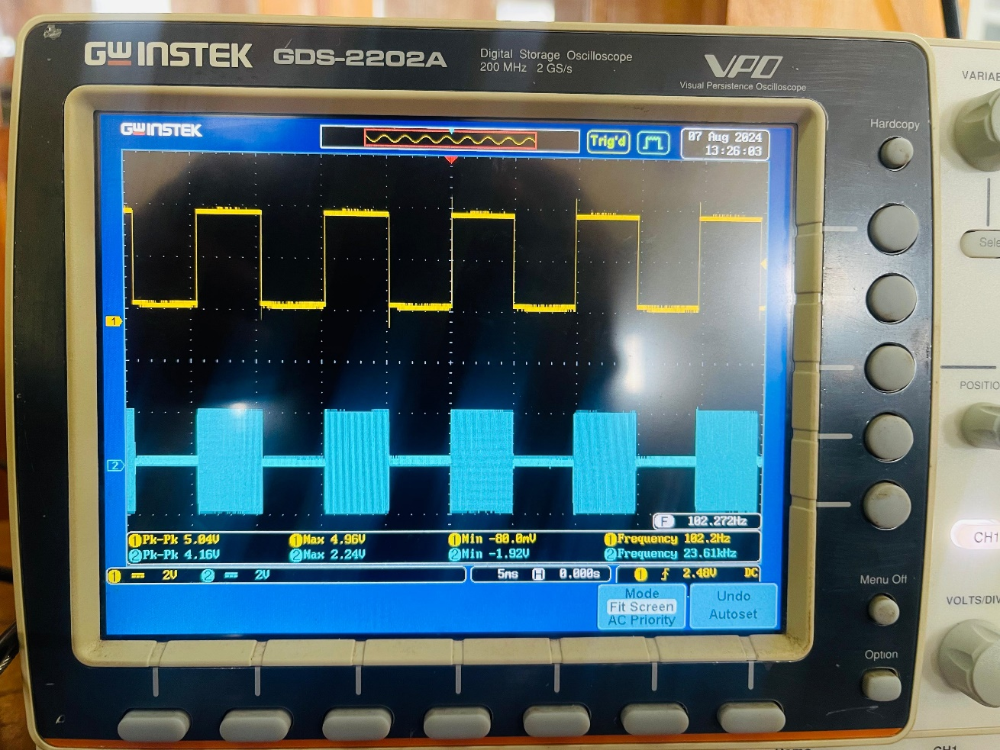 GWINSTEK GDS-2202A Digital Storage Oscilloscope
200 MHz 2 GS/s
VPO
Visual Persistence Oscilloscope
VARIAB
Hardcopy
GWINSTEK
Trig'd
07 Aug 2024
13:26:03
Sele
1
POSITIO
2
F 102.272Hz
1 Pk-Pk 5.04V 1 Max 4.96V 1 Min -80.0mV 1 Frequency 102.2Hz
2 Pk-Pk 4.16V 2 Max 2.24V 2 Min -1.92V 2 Frequency 23.61kHz
CH1
1 2V 2 2V 5ms H 0.000s 1 2.48V DC
Menu Off
Mode
Fit Screen
AC Priority
Undo
Autoset
VOLTS/DIV
Option
CH1